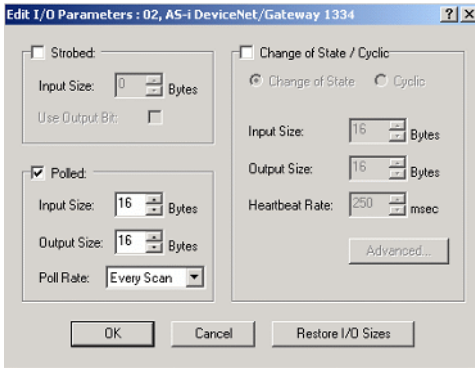 Edit I/O Parameters : 02, AS-i DeviceNet/Gateway 1334
Strobed:
Input Size: 0 Bytes
Use Output Bit:
Polled:
Input Size: 16 Bytes
Output Size: 16 Bytes
Poll Rate: Every Scan
Change of State / Cyclic
Change of State Cyclic
Input Size: 16 Bytes
Output Size: 16 Bytes
Heartbeat Rate: 250 msec
Advanced...
OK Cancel Restore I/O Sizes